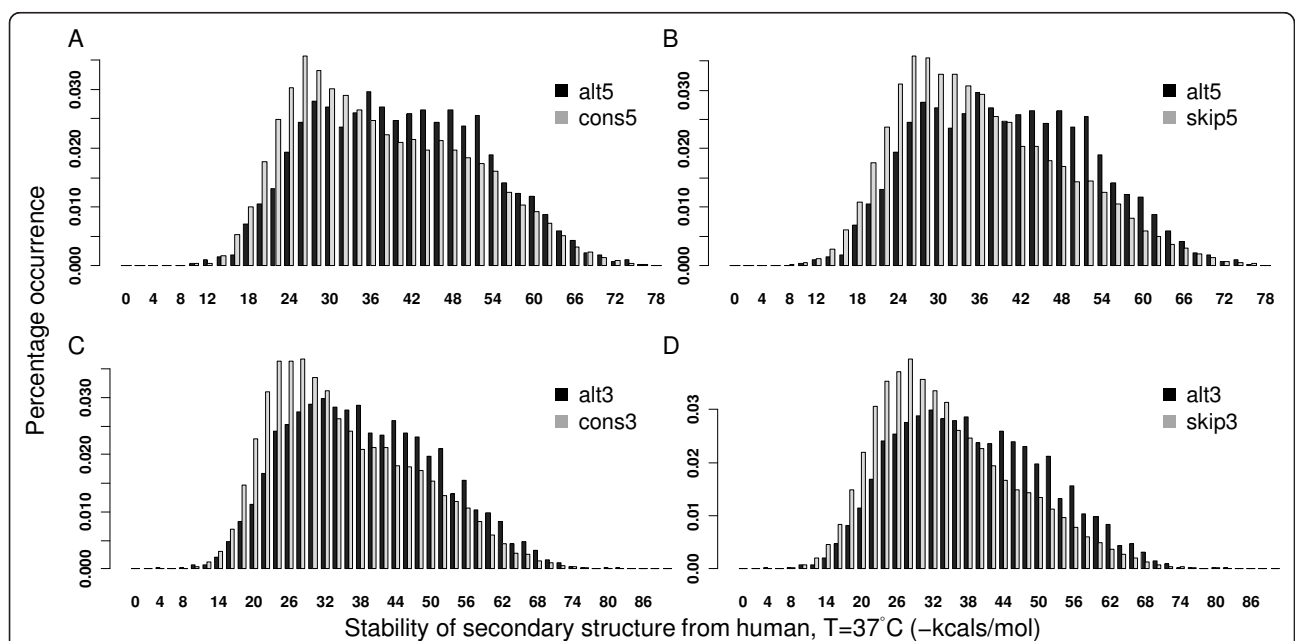 A
B
alt5
cons5
alt5
skip5
0.000 0.010 0.020 0.030
0.000 0.010 0.020 0.030
0 4 8 12 18 24 30 36 42 48 54 60 66 72 78
0 4 8 12 18 24 30 36 42 48 54 60 66 72 78
Percentage occurrence
C
D
alt3
cons3
alt3
skip3
0.000 0.010 0.020 0.030
0.00 0.01 0.02 0.03
0 4 8 14 20 26 32 38 44 50 56 62 68 74 80 86
0 4 8 14 20 26 32 38 44 50 56 62 68 74 80 86
Stability of secondary structure from human, T=37°C (−kcals/mol)